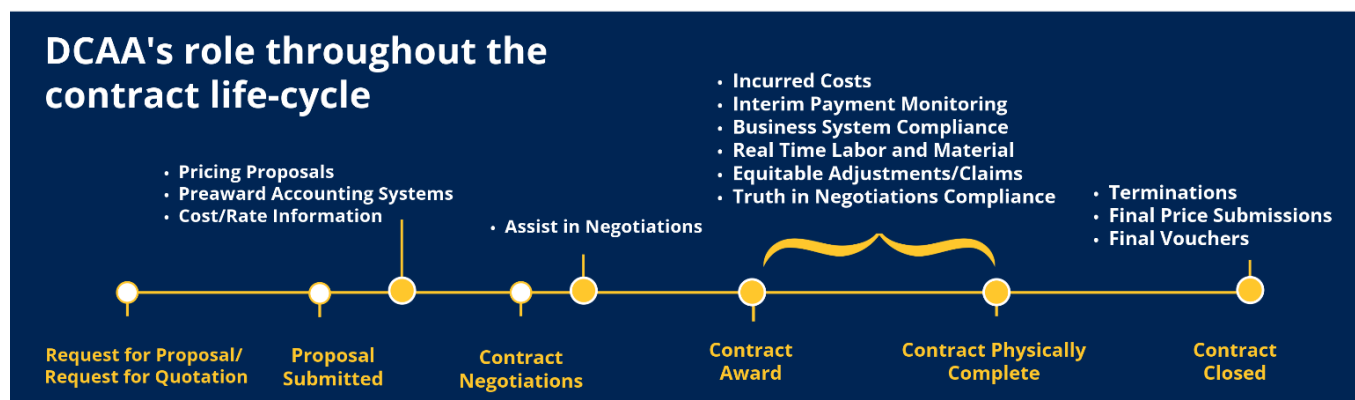 DCAA's role throughout the
contract life-cycle
• Pricing Proposals
• Preaward Accounting Systems
• Cost/Rate Information
• Assist in Negotiations
• Incurred Costs
• Interim Payment Monitoring
• Business System Compliance
• Real Time Labor and Material
• Equitable Adjustments/Claims
• Truth in Negotiations Compliance
• Terminations
• Final Price Submissions
• Final Vouchers
Request for Proposal/
Request for Quotation
Proposal
Submitted
Contract
Negotiations
Contract
Award
Contract Physically
Complete
Contract
Closed